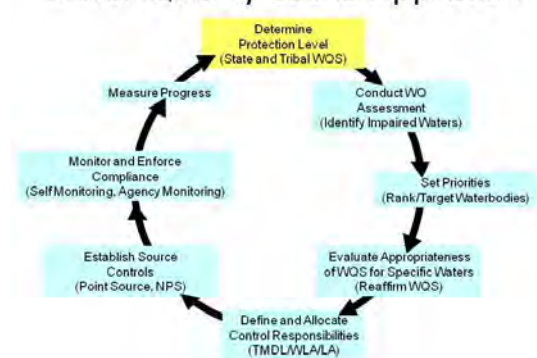 Determine
Protection Level
(State and Tribal WQS)
Conduct WQ
Assessment
(Identify Impaired Waters)
Set Priorities
(Rank/Target Waterbodies)
Evaluate Appropriateness
of WQS for Specific Waters
(Reaffirm WQS)
Define and Allocate
Control Responsibilities
(TMDL/WLA/LA)
Establish Source
Controls
(Point Source, NPS)
Monitor and Enforce
Compliance
(Self Monitoring, Agency Monitoring)
Measure Progress